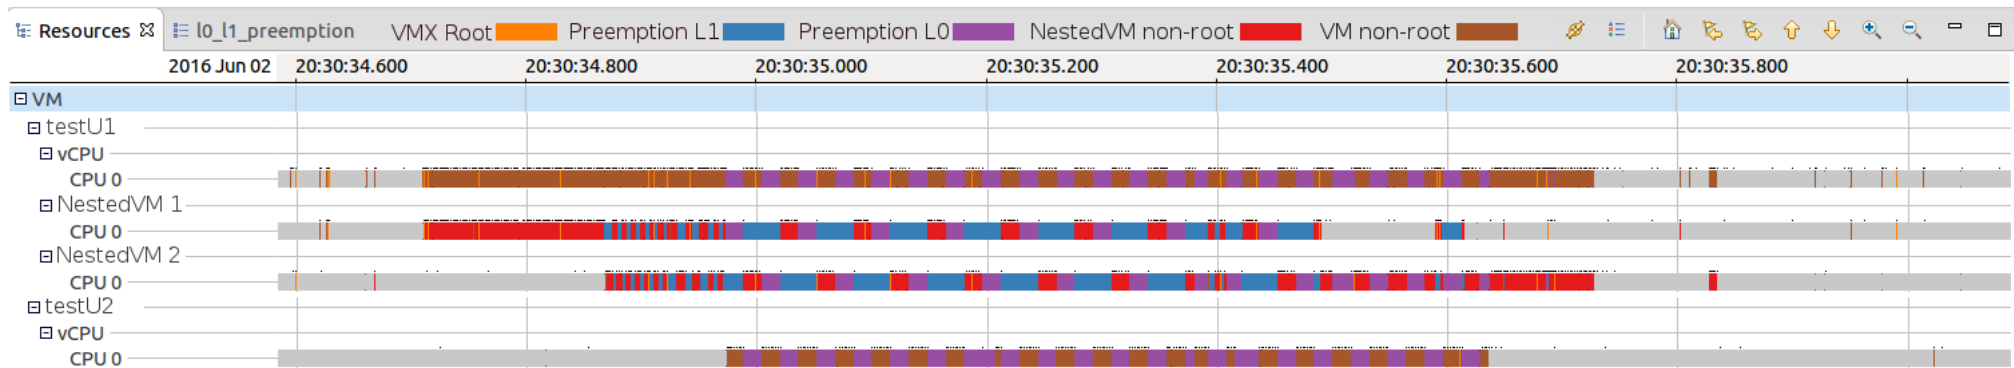 Resources l0_l1_preemption VMX Root Preemption L1 Preemption L0 NestedVM non-root VM non-root
2016 Jun 02 20:30:34.600 20:30:34.800 20:30:35.000 20:30:35.200 20:30:35.400 20:30:35.600 20:30:35.800
VM
testU1
vCPU
CPU 0
NestedVM 1
CPU 0
NestedVM 2
CPU 0
testU2
vCPU
CPU 0